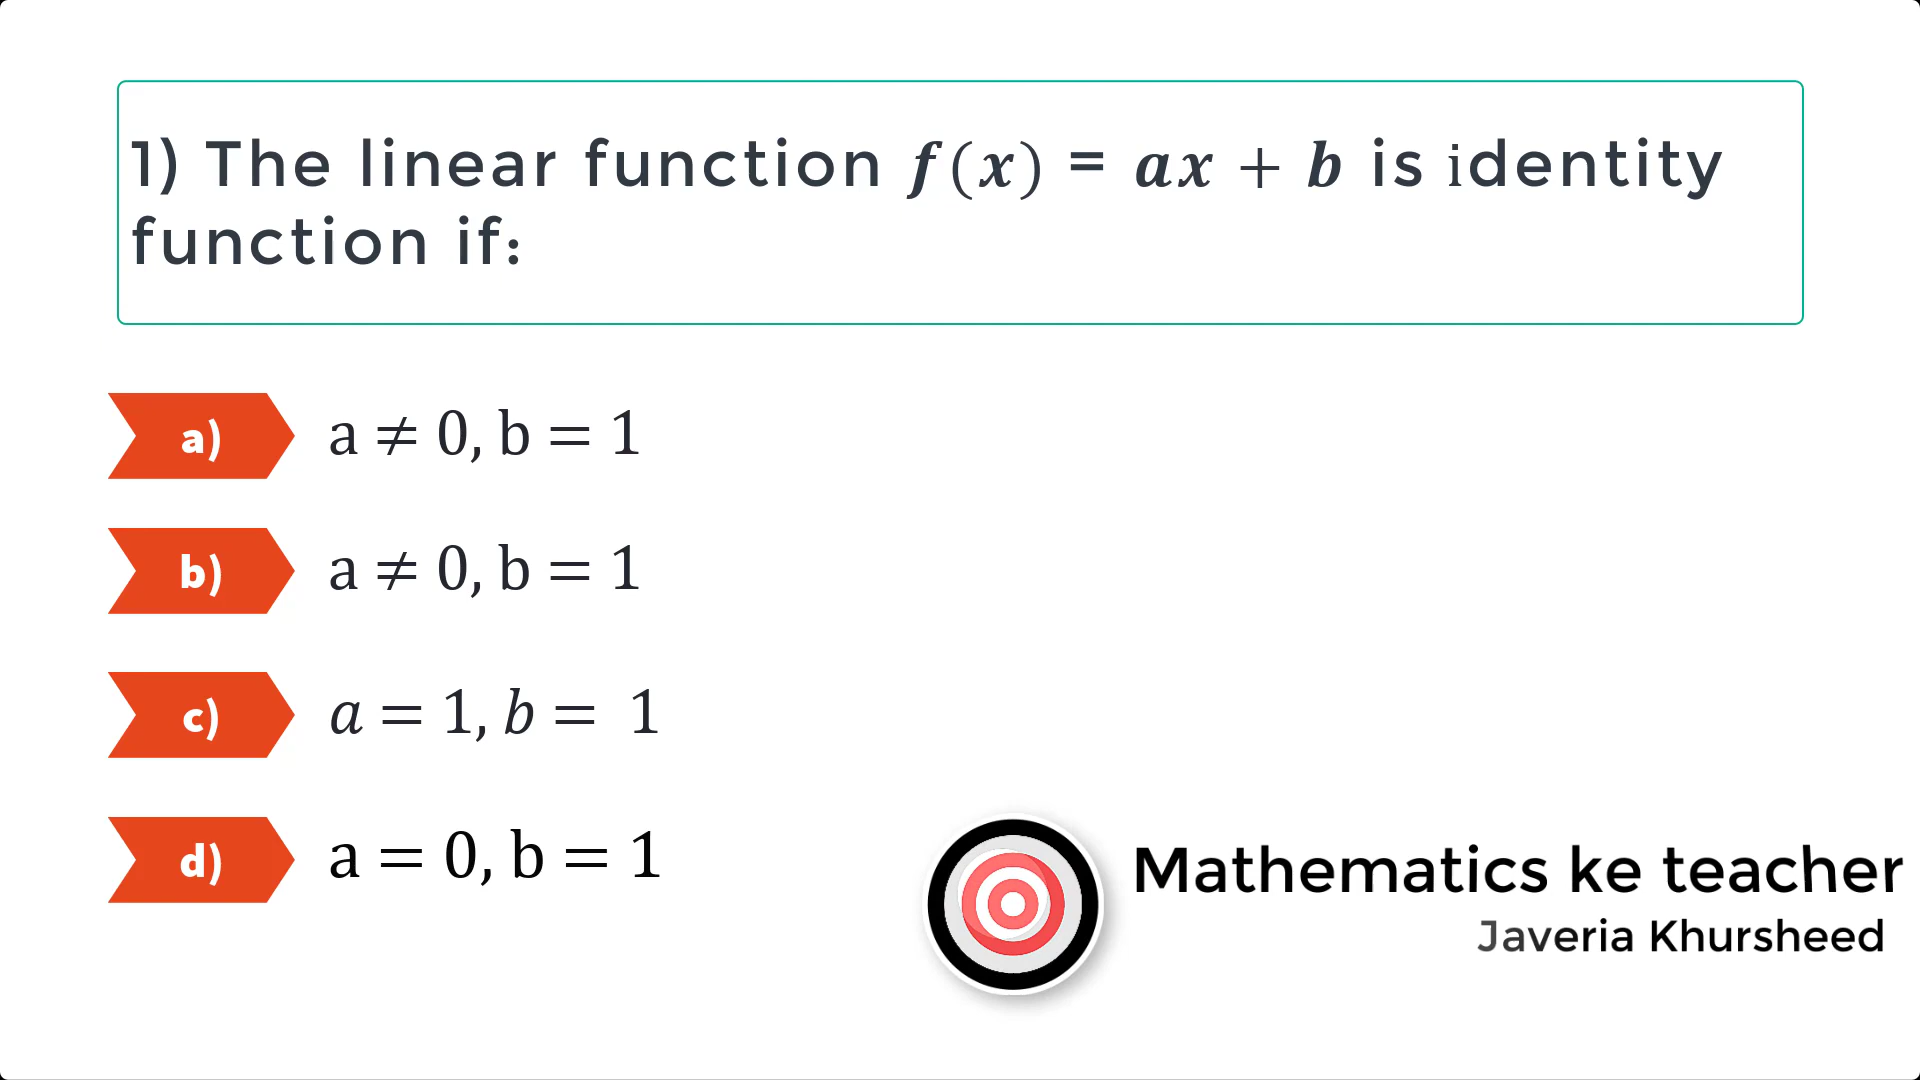 1) The linear function f(x) = ax + b is identity
function if:
a) a ≠ 0, b = 1
b) a ≠ 0, b = 1
c) a = 1, b = 1
d) a = 0, b = 1
Mathematics ke teacher
Javeria Khursheed